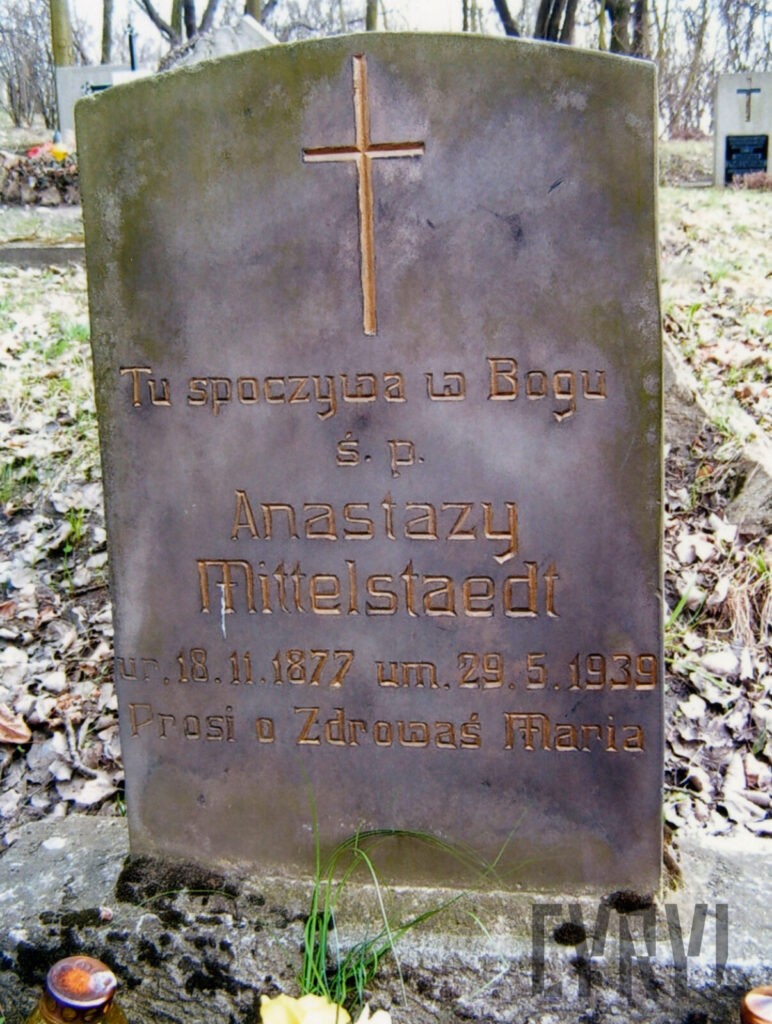 Tu spoczywa w Bogu
ś. p.
Anastazy
Mittelstaedt
ur. 18. 11. 1877 um. 29. 5. 1939
Prosi o Zdrowaś Maria